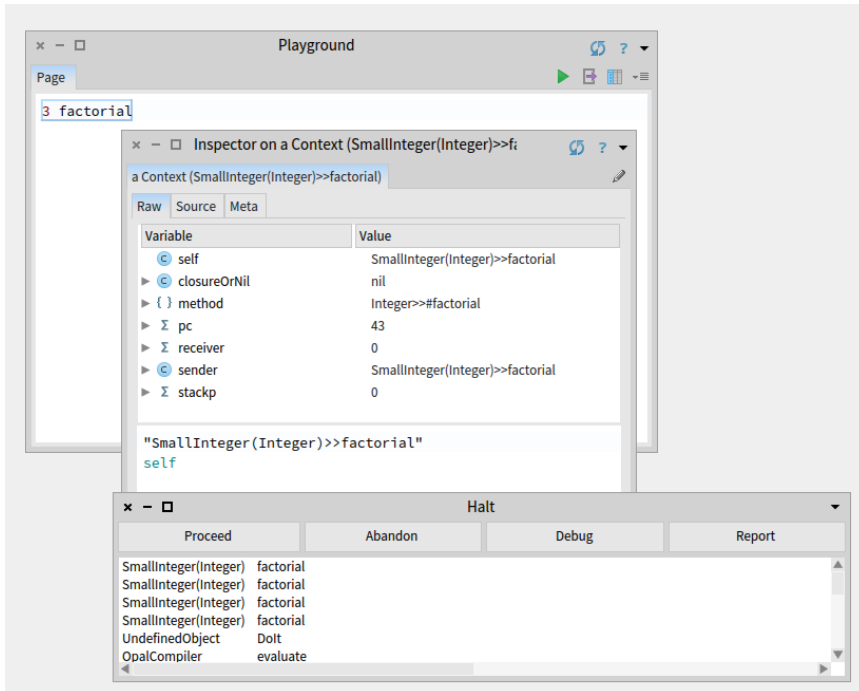 Playground
?
Page
3 factorial
Inspector on a Context (SmallInteger(Integer)>>fa
?
a Context (SmallInteger(Integer)>>factorial)
Raw Source Meta
Variable Value
C self SmallInteger(Integer)>>factorial
C closureOrNil nil
{ } method Integer>>#factorial
Σ pc 43
Σ receiver 0
C sender SmallInteger(Integer)>>factorial
Σ stackp 0
"SmallInteger(Integer)>>factorial"
self
Halt
Proceed Abandon Debug Report
SmallInteger(Integer) factorial
SmallInteger(Integer) factorial
SmallInteger(Integer) factorial
SmallInteger(Integer) factorial
UndefinedObject DoIt
OpalCompiler evaluate